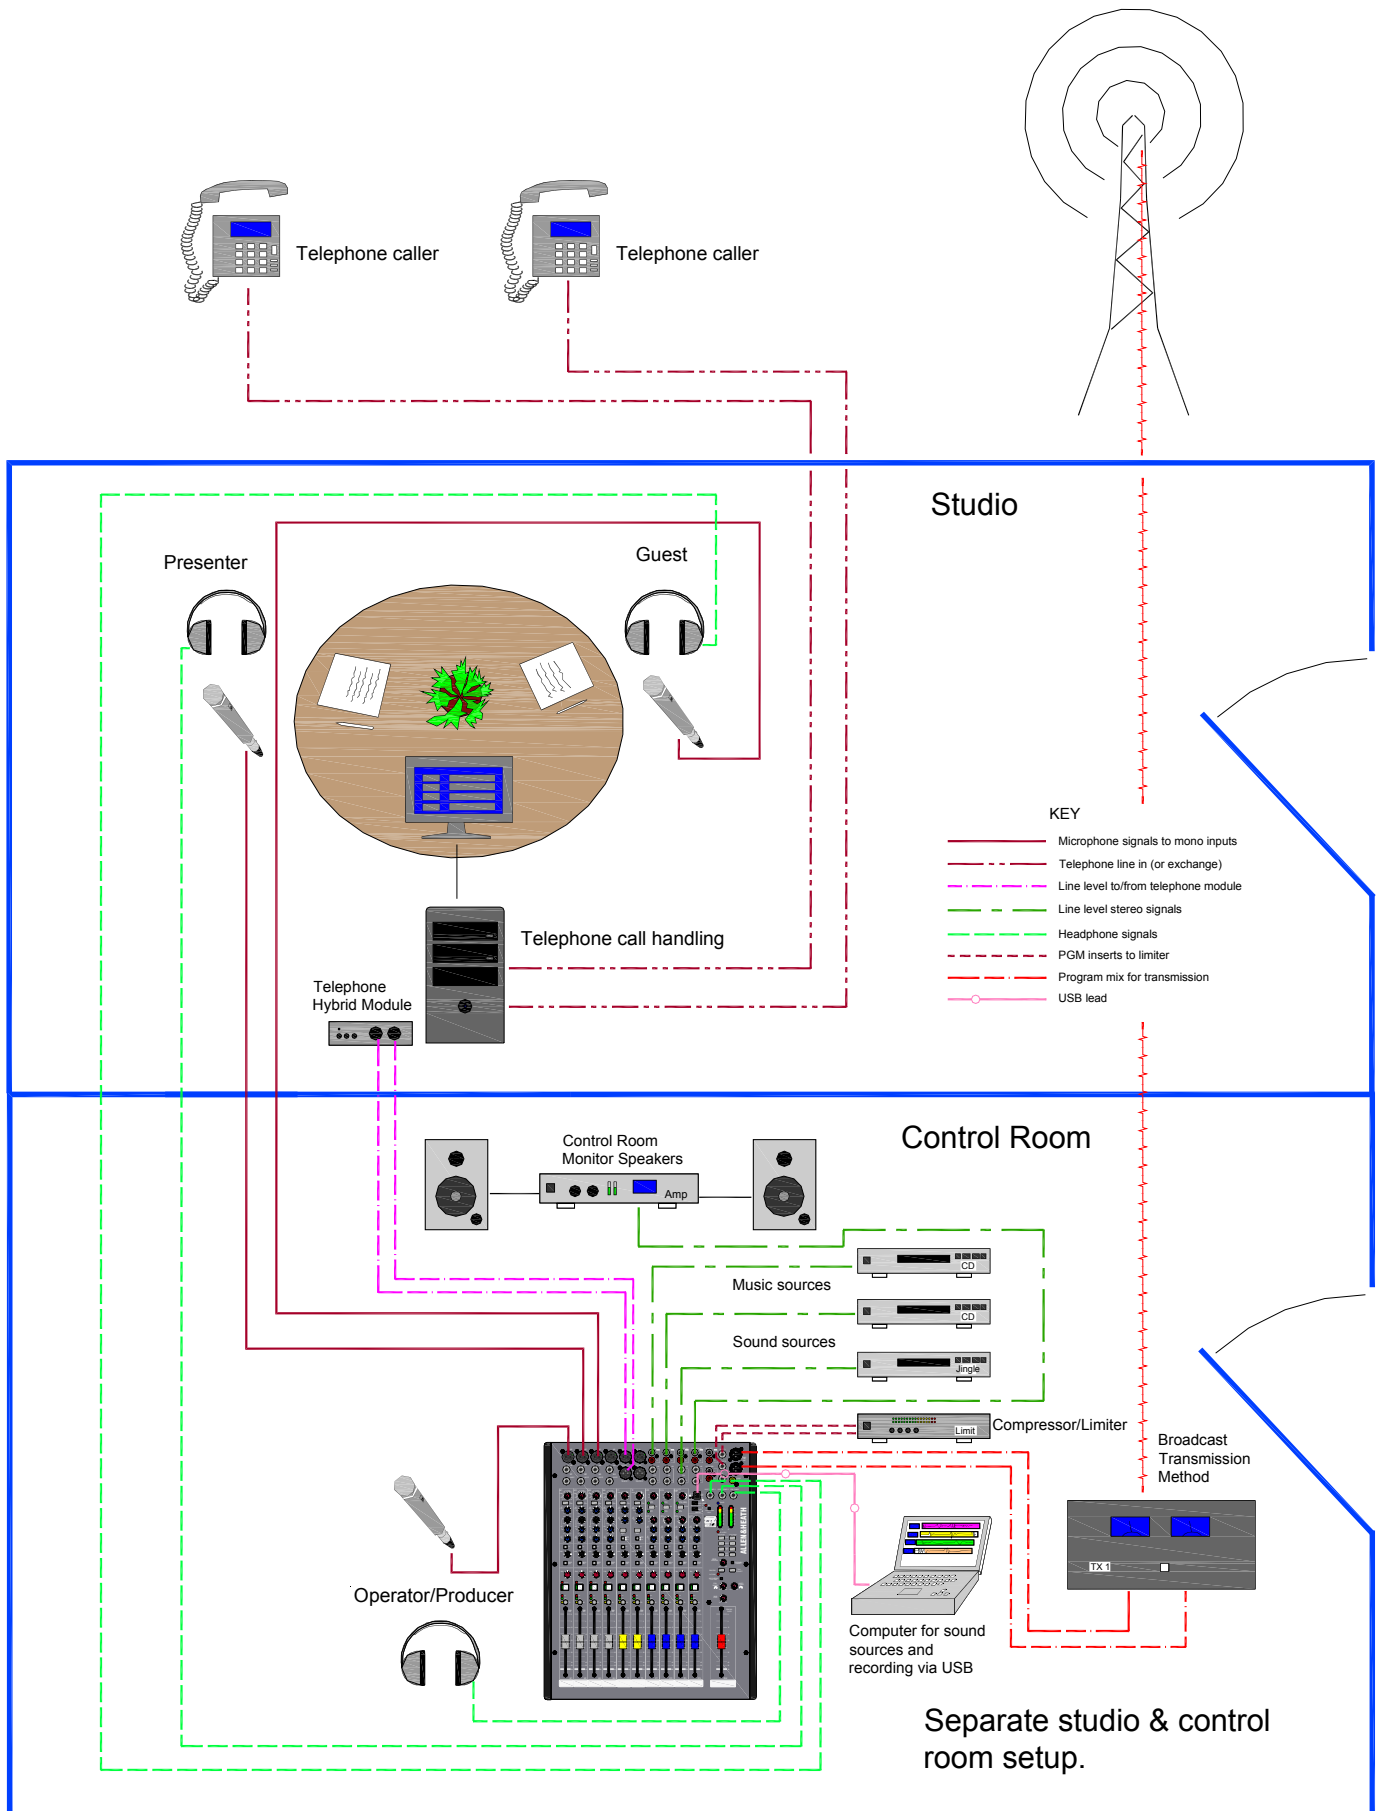 Telephone caller
Telephone caller
Studio
Presenter
Guest
KEY
Microphone signals to mono inputs
Telephone line in (or exchange)
Line level to/from telephone module
Line level stereo signals
Headphone signals
PGM inserts to limiter
Program mix for transmission
USB lead
Telephone call handling
Telephone
Hybrid Module
Control Room
Control Room
Monitor Speakers
Amp
CD
Music sources
CD
Sound sources
Jingle
Limit
Compressor/Limiter
Broadcast
Transmission
Method
ALLEN&HEATH
TX 1
Operator/Producer
Computer for sound
sources and
recording via USB
Separate studio & control
room setup.